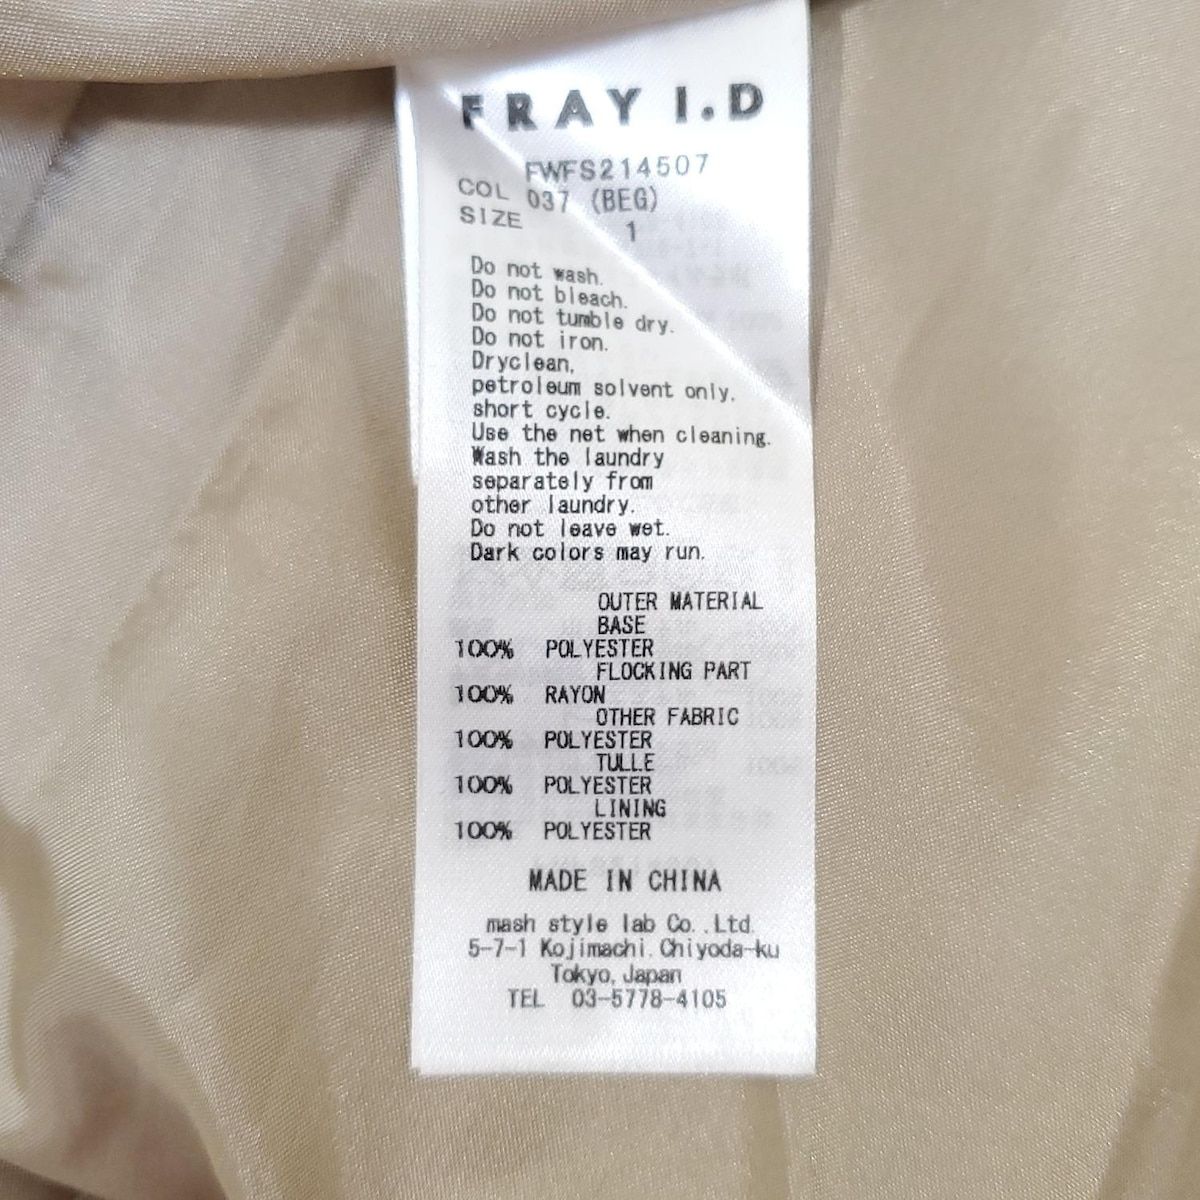 FRAY I.D
FWFS214507
COL 037 (BEG)
SIZE 1
Do not wash.
Do not bleach.
Do not tumble dry.
Do not iron.
Dryclean,
petroleum solvent only.
short cycle.
Use the net when cleaning.
Wash the laundry
separately from
other laundry.
Do not leave wet.
Dark colors may run.
OUTER MATERIAL
BASE
100% POLYESTER
FLOCKING PART
100% RAYON
OTHER FABRIC
100% POLYESTER
TULLE
100% POLYESTER
LINING
100% POLYESTER
MADE IN CHINA
mash style lab Co.,Ltd.
5-7-1 Kojimachi.Chiyoda-ku
Tokyo, Japan
TEL 03-5778-4105